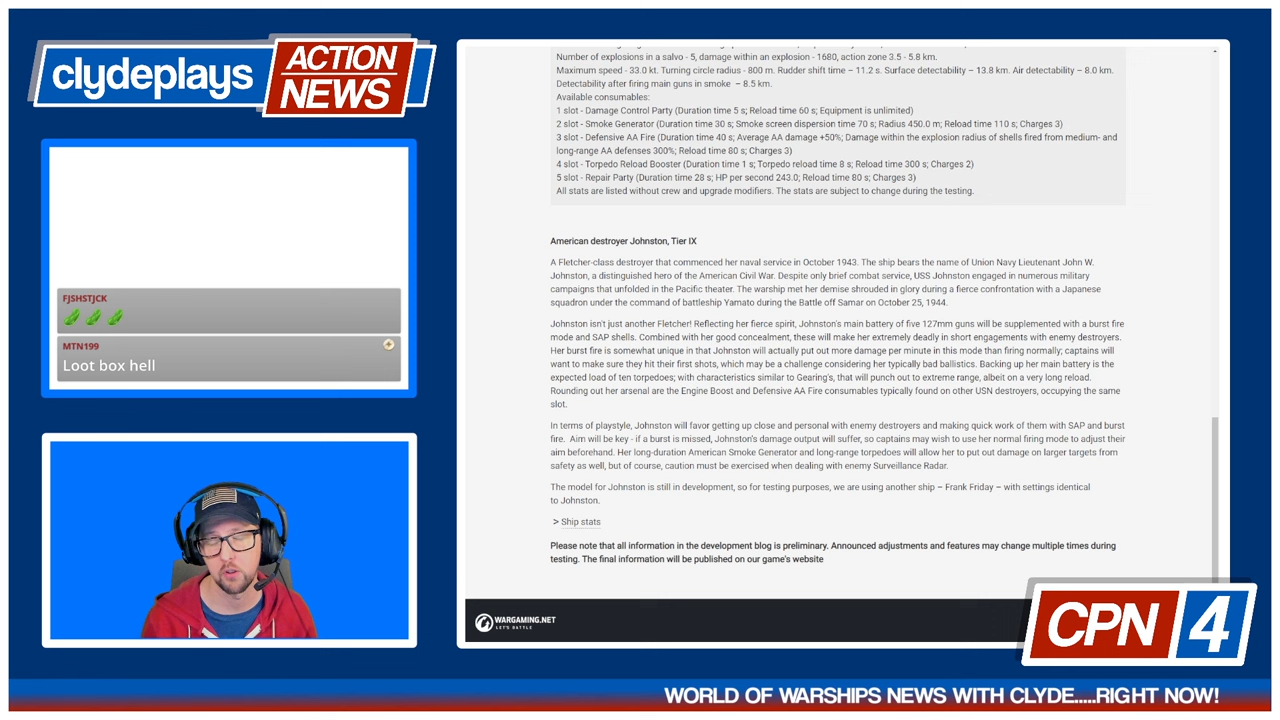 clydeplays
ACTION
NEWS
FJSHSTJCK
MTN199
Loot box hell
Number of explosions in a salvo - 5, damage within an explosion - 1680, action zone 3.5 - 5.8 km.
Maximum speed - 33.0 kt. Turning circle radius - 800 m. Rudder shift time – 11.2 s. Surface detectability – 13.8 km. Air detectability – 8.0 km.
Detectability after firing main guns in smoke – 8.5 km.
Available consumables:
1 slot - Damage Control Party (Duration time 5 s; Reload time 60 s; Equipment is unlimited)
2 slot - Smoke Generator (Duration time 30 s; Smoke screen dispersion time 70 s; Radius 450.0 m; Reload time 110 s; Charges 3)
3 slot - Defensive AA Fire (Duration time 40 s; Average AA damage +50%; Damage within the explosion radius of shells fired from medium- and
long-range AA defenses 300%; Reload time 80 s; Charges 3)
4 slot - Torpedo Reload Booster (Duration time 1 s; Torpedo reload time 8 s; Reload time 300 s; Charges 2)
5 slot - Repair Party (Duration time 28 s; HP per second 243.0; Reload time 80 s; Charges 3)
All stats are listed without crew and upgrade modifiers. The stats are subject to change during the testing.
American destroyer Johnston, Tier IX
A Fletcher-class destroyer that commenced her naval service in October 1943. The ship bears the name of Union Navy Lieutenant John W.
Johnston, a distinguished hero of the American Civil War. Despite only brief combat service, USS Johnston engaged in numerous military
campaigns that unfolded in the Pacific theater. The warship met her demise shrouded in glory during a fierce confrontation with a Japanese
squadron under the command of battleship Yamato during the Battle off Samar on October 25, 1944.
Johnston isn't just another Fletcher! Reflecting her fierce spirit, Johnston's main battery of five 127mm guns will be supplemented with a burst fire
mode and SAP shells. Combined with her good concealment, these will make her extremely deadly in short engagements with enemy destroyers.
Her burst fire is somewhat unique in that Johnston will actually put out more damage per minute in this mode than firing normally; captains will
want to make sure they hit their first shots, which may be a challenge considering her typically bad ballistics. Backing up her main battery is the
expected load of ten torpedoes; with characteristics similar to Gearing's, that will punch out to extreme range, albeit on a very long reload.
Rounding out her arsenal are the Engine Boost and Defensive AA Fire consumables typically found on other USN destroyers, occupying the same
slot.
In terms of playstyle, Johnston will favor getting up close and personal with enemy destroyers and making quick work of them with SAP and burst
fire. Aim will be key - if a burst is missed, Johnston's damage output will suffer, so captains may wish to use her normal firing mode to adjust their
aim beforehand. Her long-duration American Smoke Generator and long-range torpedoes will allow her to put out damage on larger targets from
safety as well, but of course, caution must be exercised when dealing with enemy Surveillance Radar.
The model for Johnston is still in development, so for testing purposes, we are using another ship – Frank Friday – with settings identical
to Johnston.
> Ship stats
Please note that all information in the development blog is preliminary. Announced adjustments and features may change multiple times during
testing. The final information will be published on our game's website
WARGAMING.NET
LET'S BATTLE
CPN 4
WORLD OF WARSHIPS NEWS WITH CLYDE.....RIGHT NOW!